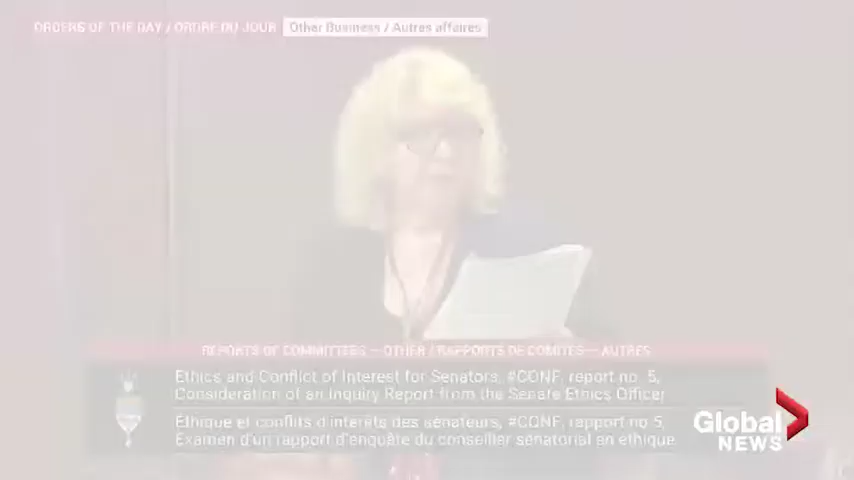 ORDERS OF THE DAY / ORDRE DU JOUR Other Business / Autres affaires
REPORTS OF COMMITTEES — OTHER / RAPPORTS DE COMITÉS — AUTRES
Ethics and Conflict of Interest for Senators, #CONF, report no. 5,
Consideration of an Inquiry Report from the Senate Ethics Officer
Éthique et conflits d'intérêts des sénateurs, #CONF, rapport no 5,
Examen d'un rapport d'enquête du conseiller sénatorial en éthique
Global
NEWS